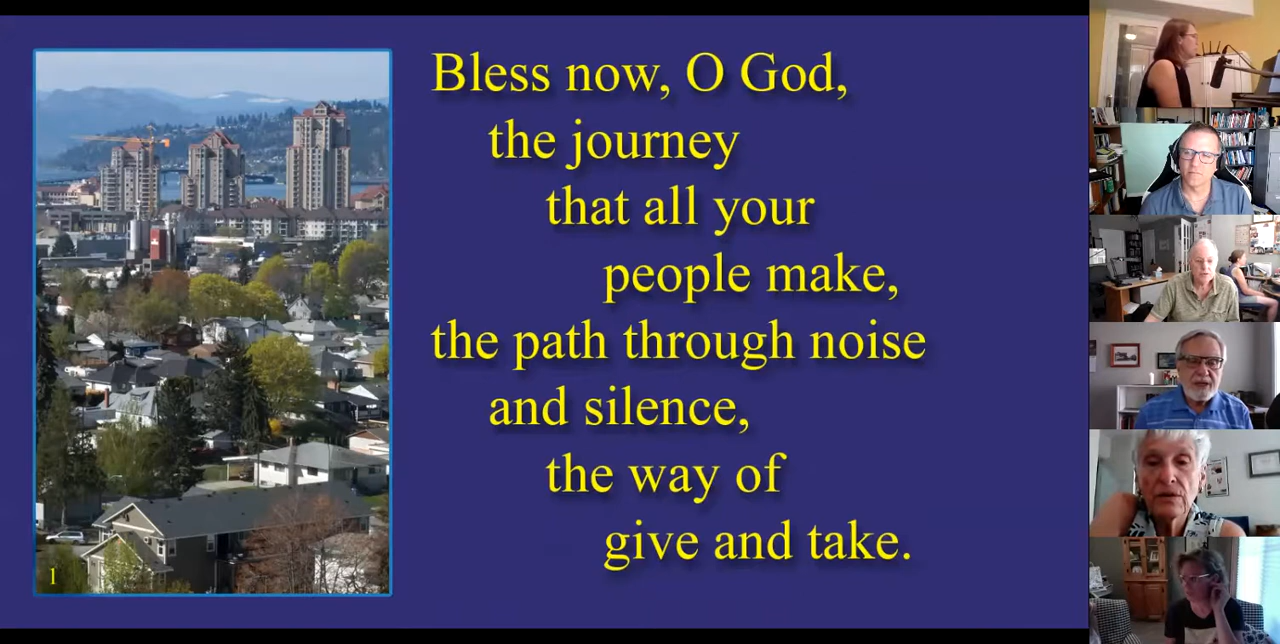 Bless now, O God,
the journey
that all your
people make,
the path through noise
and silence,
the way of
give and take.
1